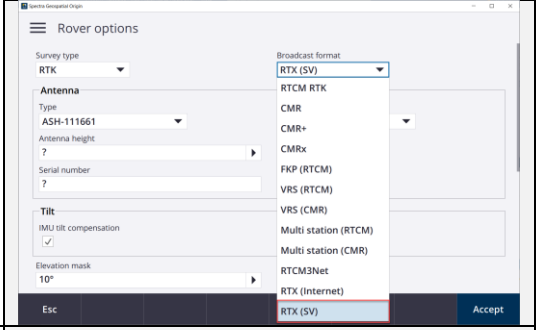 Spectra Geospatial Origin
Rover options
Survey type
RTK
Broadcast format
RTX (SV)
RTCM RTK
CMR
CMR+
CMRx
FKP (RTCM)
VRS (RTCM)
VRS (CMR)
Multi station (RTCM)
Multi station (CMR)
RTCM3Net
RTX (Internet)
RTX (SV)
Antenna
Type
ASH-111661
Antenna height
?
Serial number
?
Tilt
IMU tilt compensation
Elevation mask
10°
Esc
Accept